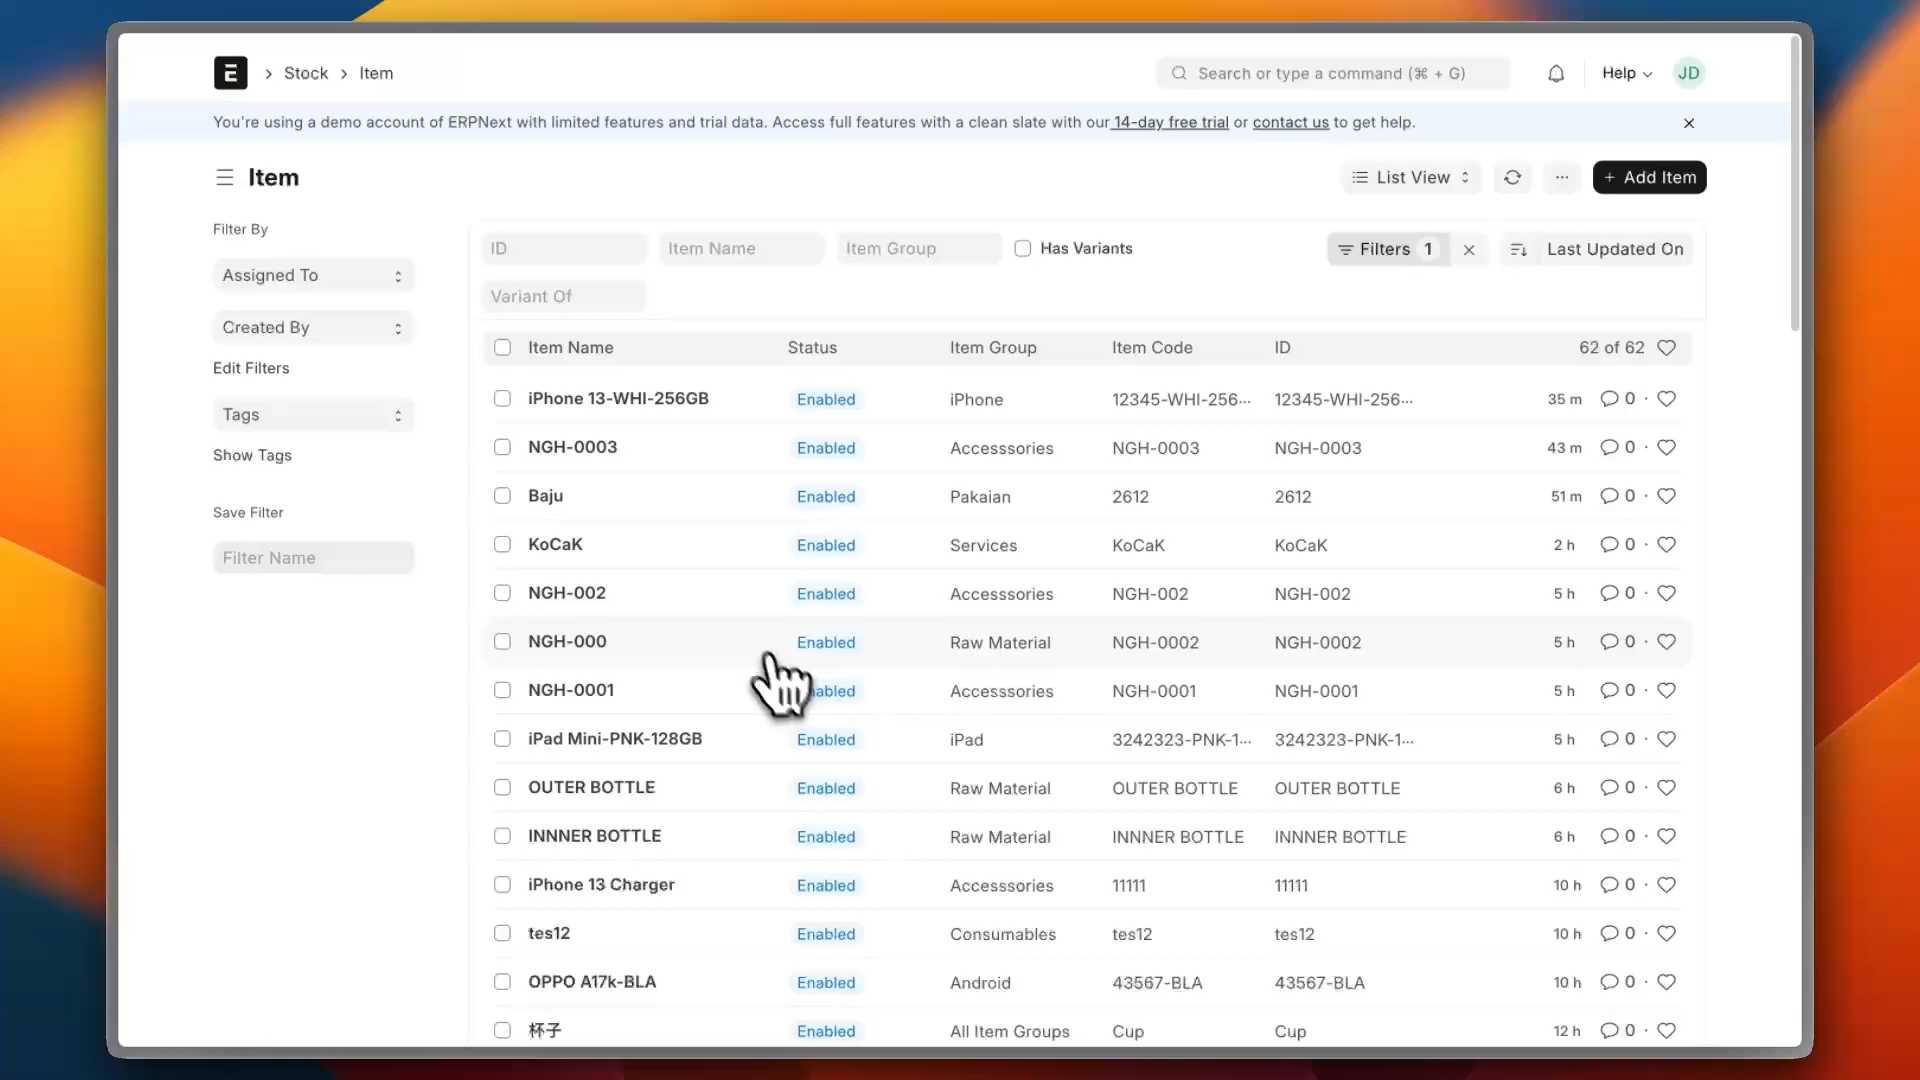 E > Stock > Item
Search or type a command (⌘ + G)
Help
JD
You're using a demo account of ERPNext with limited features and trial data. Access full features with a clean slate with our 14-day free trial or contact us to get help.
Item
List View
+ Add Item
Filter By
Assigned To
Created By
Edit Filters
Tags
Show Tags
Save Filter
Filter Name
ID Item Name Item Group Has Variants Filters 1 Last Updated On
Variant Of
Item Name Status Item Group Item Code ID 62 of 62
iPhone 13-WHI-256GB Enabled iPhone 12345-WHI-256... 12345-WHI-256... 35 m 0 ·
NGH-0003 Enabled Accesssories NGH-0003 NGH-0003 43 m 0 ·
Baju Enabled Pakaian 2612 2612 51 m 0 ·
KoCaK Enabled Services KoCaK KoCaK 2 h 0 ·
NGH-002 Enabled Accesssories NGH-002 NGH-002 5 h 0 ·
NGH-000 Enabled Raw Material NGH-0002 NGH-0002 5 h 0 ·
NGH-0001 abled Accesssories NGH-0001 NGH-0001 5 h 0 ·
iPad Mini-PNK-128GB Enabled iPad 3242323-PNK-1... 3242323-PNK-1... 5 h 0 ·
OUTER BOTTLE Enabled Raw Material OUTER BOTTLE OUTER BOTTLE 6 h 0 ·
INNNER BOTTLE Enabled Raw Material INNNER BOTTLE INNNER BOTTLE 6 h 0 ·
iPhone 13 Charger Enabled Accesssories 11111 11111 10 h 0 ·
tes12 Enabled Consumables tes12 tes12 10 h 0 ·
OPPO A17k-BLA Enabled Android 43567-BLA 43567-BLA 10 h 0 ·
杯子 Enabled All Item Groups Cup Cup 12 h 0 ·